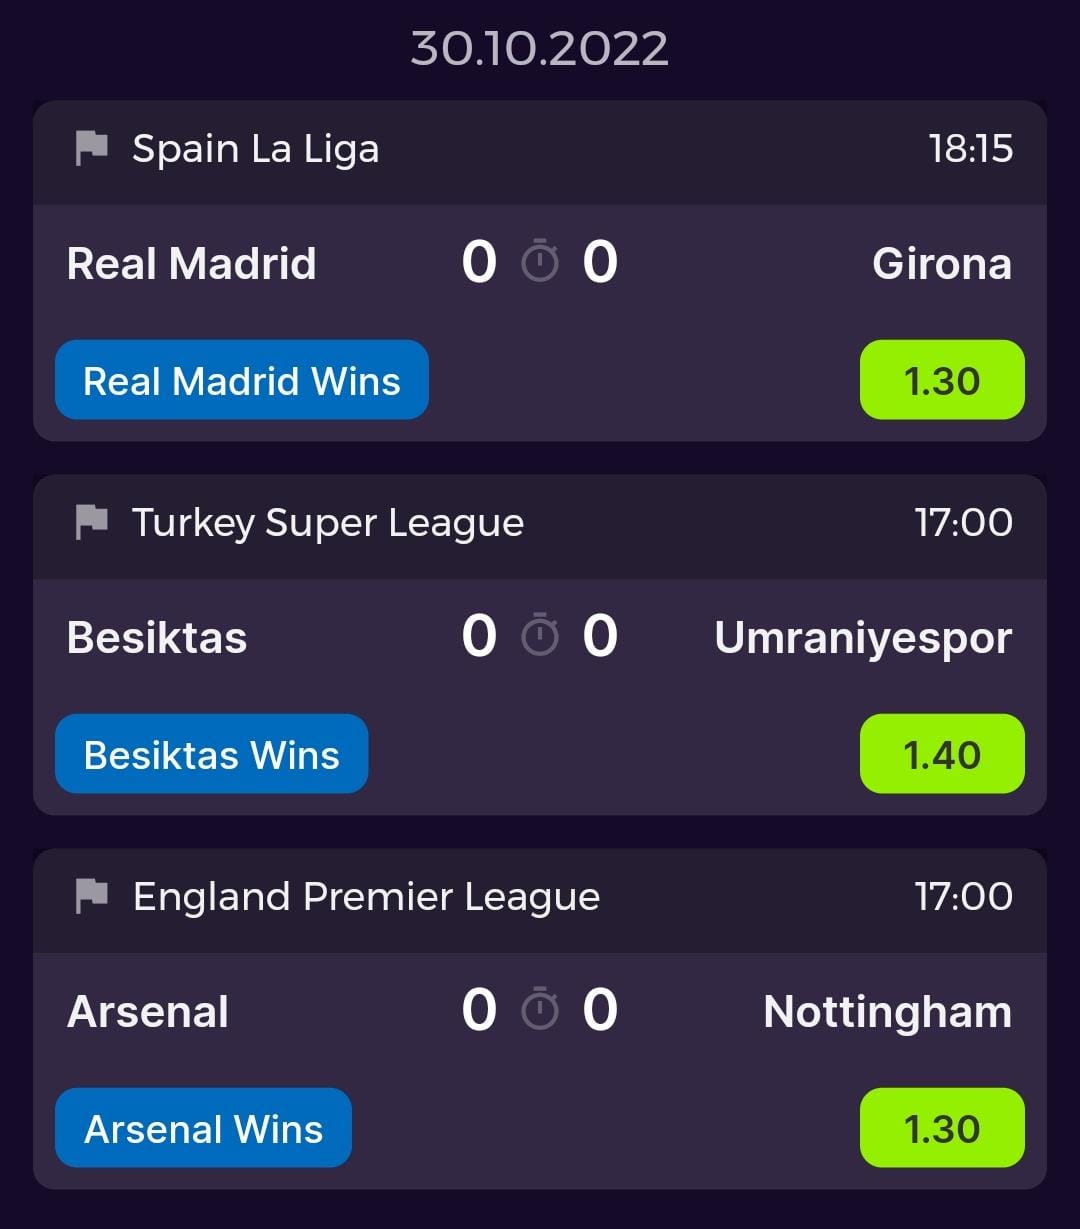 30.10.2022
Spain La Liga 18:15
Real Madrid 0 0 Girona
Real Madrid Wins 1.30
Turkey Super League 17:00
Besiktas 0 0 Umraniyespor
Besiktas Wins 1.40
England Premier League 17:00
Arsenal 0 0 Nottingham
Arsenal Wins 1.30